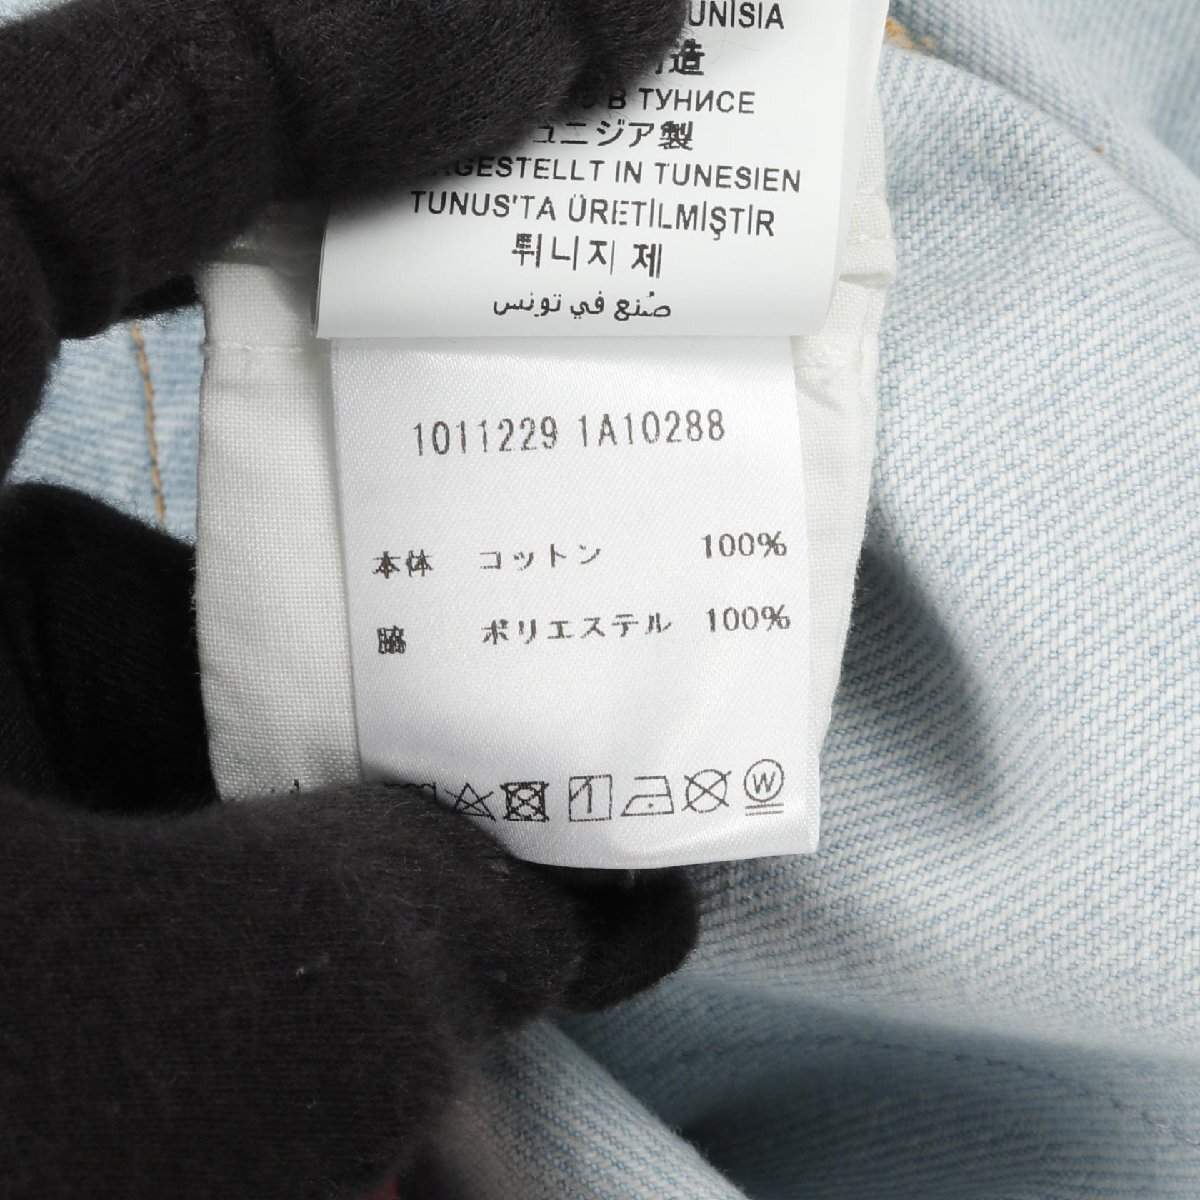 UNISIA
造
В ТУНИСЕ
ュニジア製
GESTELLT IN TUNESIEN
TUNUS'TA ÜRETİLMİŞTİR
튀니지 제
صُنع في تونس
1011229 1A10288
本体 コットン 100%
脇 ポリエステル 100%
W